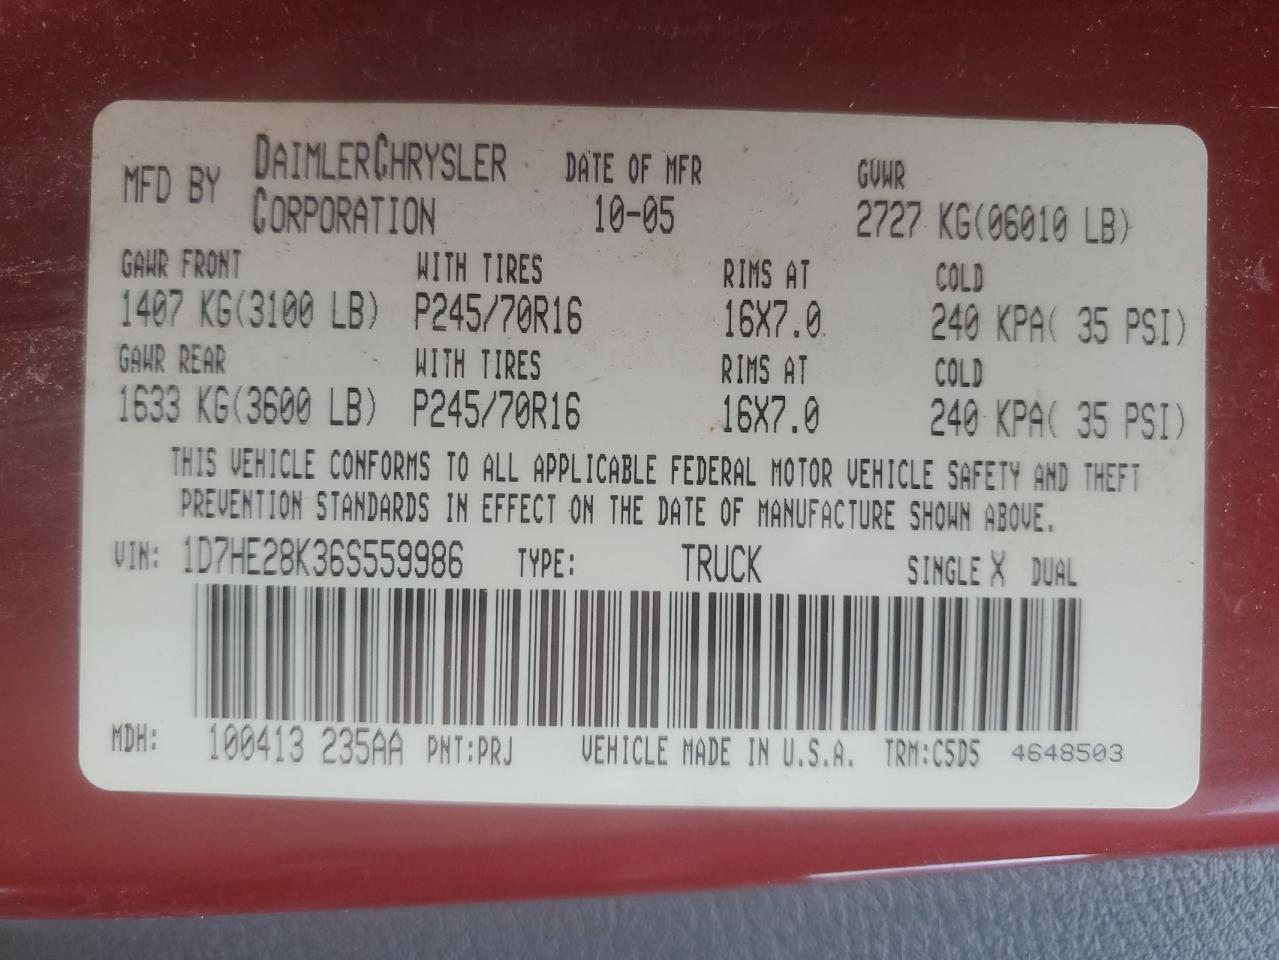 MFD BY DAIMLERCHRYSLER CORPORATION DATE OF MFR 10-05 GVWR 2727 KG(06010 LB)
GAWR FRONT WITH TIRES RIMS AT COLD
1407 KG(3100 LB) P245/70R16 16X7.0 240 KPA( 35 PSI)
GAWR REAR WITH TIRES RIMS AT COLD
1633 KG(3600 LB) P245/70R16 16X7.0 240 KPA( 35 PSI)
THIS VEHICLE CONFORMS TO ALL APPLICABLE FEDERAL MOTOR VEHICLE SAFETY AND THEFT
PREVENTION STANDARDS IN EFFECT ON THE DATE OF MANUFACTURE SHOWN ABOVE.
VIN: 1D7HE28K36S559986 TYPE: TRUCK SINGLE X DUAL
MDH: 100413 235AA PNT:PRJ VEHICLE MADE IN U.S.A. TRM:C5D5 4648503